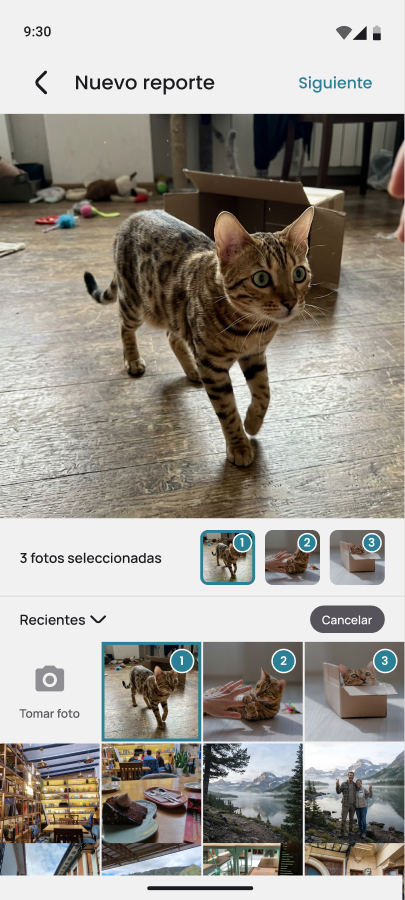 9:30
Nuevo reporte
Siguiente
3 fotos seleccionadas
1
2
3
Recientes
Cancelar
Tomar foto
1
2
3